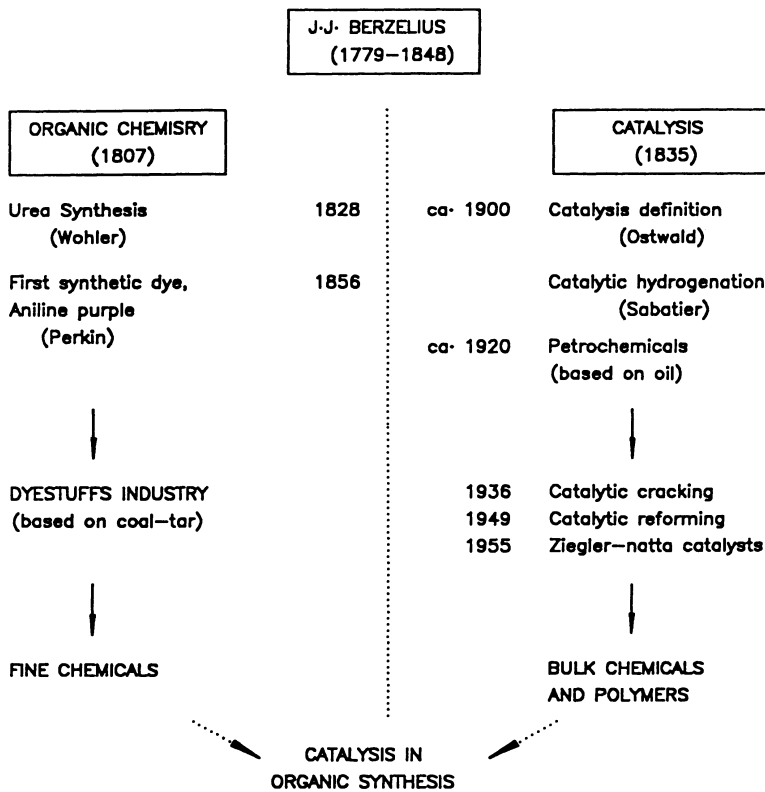 J.J. BERZELIUS
(1779–1848)
ORGANIC CHEMISRY
(1807)
Urea Synthesis 1828
(Wohler)
First synthetic dye, 1856
Aniline purple
(Perkin)
DYESTUFFS INDUSTRY
(based on coal–tar)
FINE CHEMICALS
CATALYSIS
(1835)
ca. 1900 Catalysis definition
(Ostwald)
Catalytic hydrogenation
(Sabatier)
ca. 1920 Petrochemicals
(based on oil)
1936 Catalytic cracking
1949 Catalytic reforming
1955 Ziegler–natta catalysts
BULK CHEMICALS
AND POLYMERS
CATALYSIS IN
ORGANIC SYNTHESIS